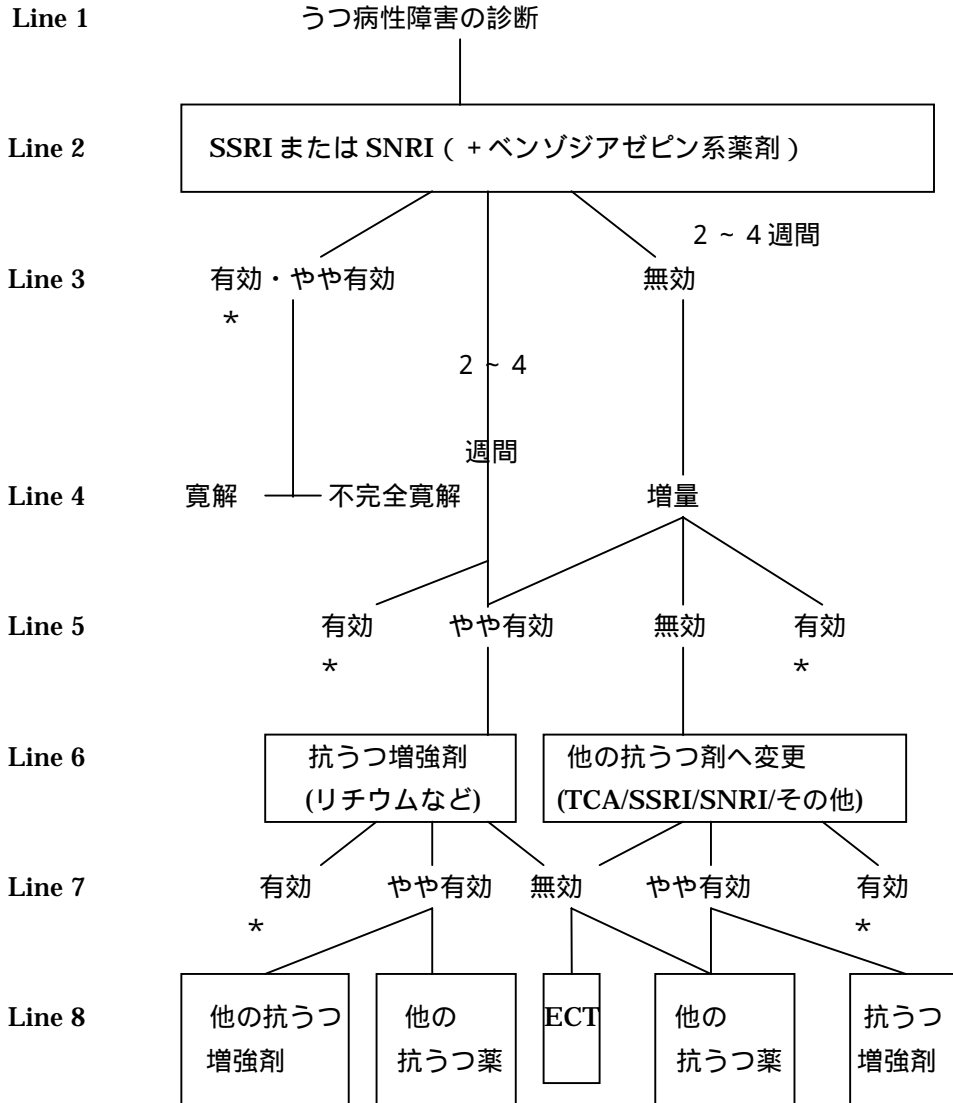 Line 1 うつ病性障害の診断
Line 2 SSRI または SNRI ( + ベンゾジアゼピン系薬剤 )
2 ~ 4 週間
Line 3 有効・やや有効 無効
*
2 ~ 4
週間
Line 4 寛解 不完全寛解 増量
Line 5 有効 やや有効 無効 有効
* *
Line 6 抗うつ増強剤 他の抗うつ剤へ変更
(リチウムなど) (TCA/SSRI/SNRI/その他)
Line 7 有効 やや有効 無効 やや有効 有効
* *
Line 8 他の抗うつ 他の ECT 他の 抗うつ
増強剤 抗うつ薬 抗うつ薬 増強剤